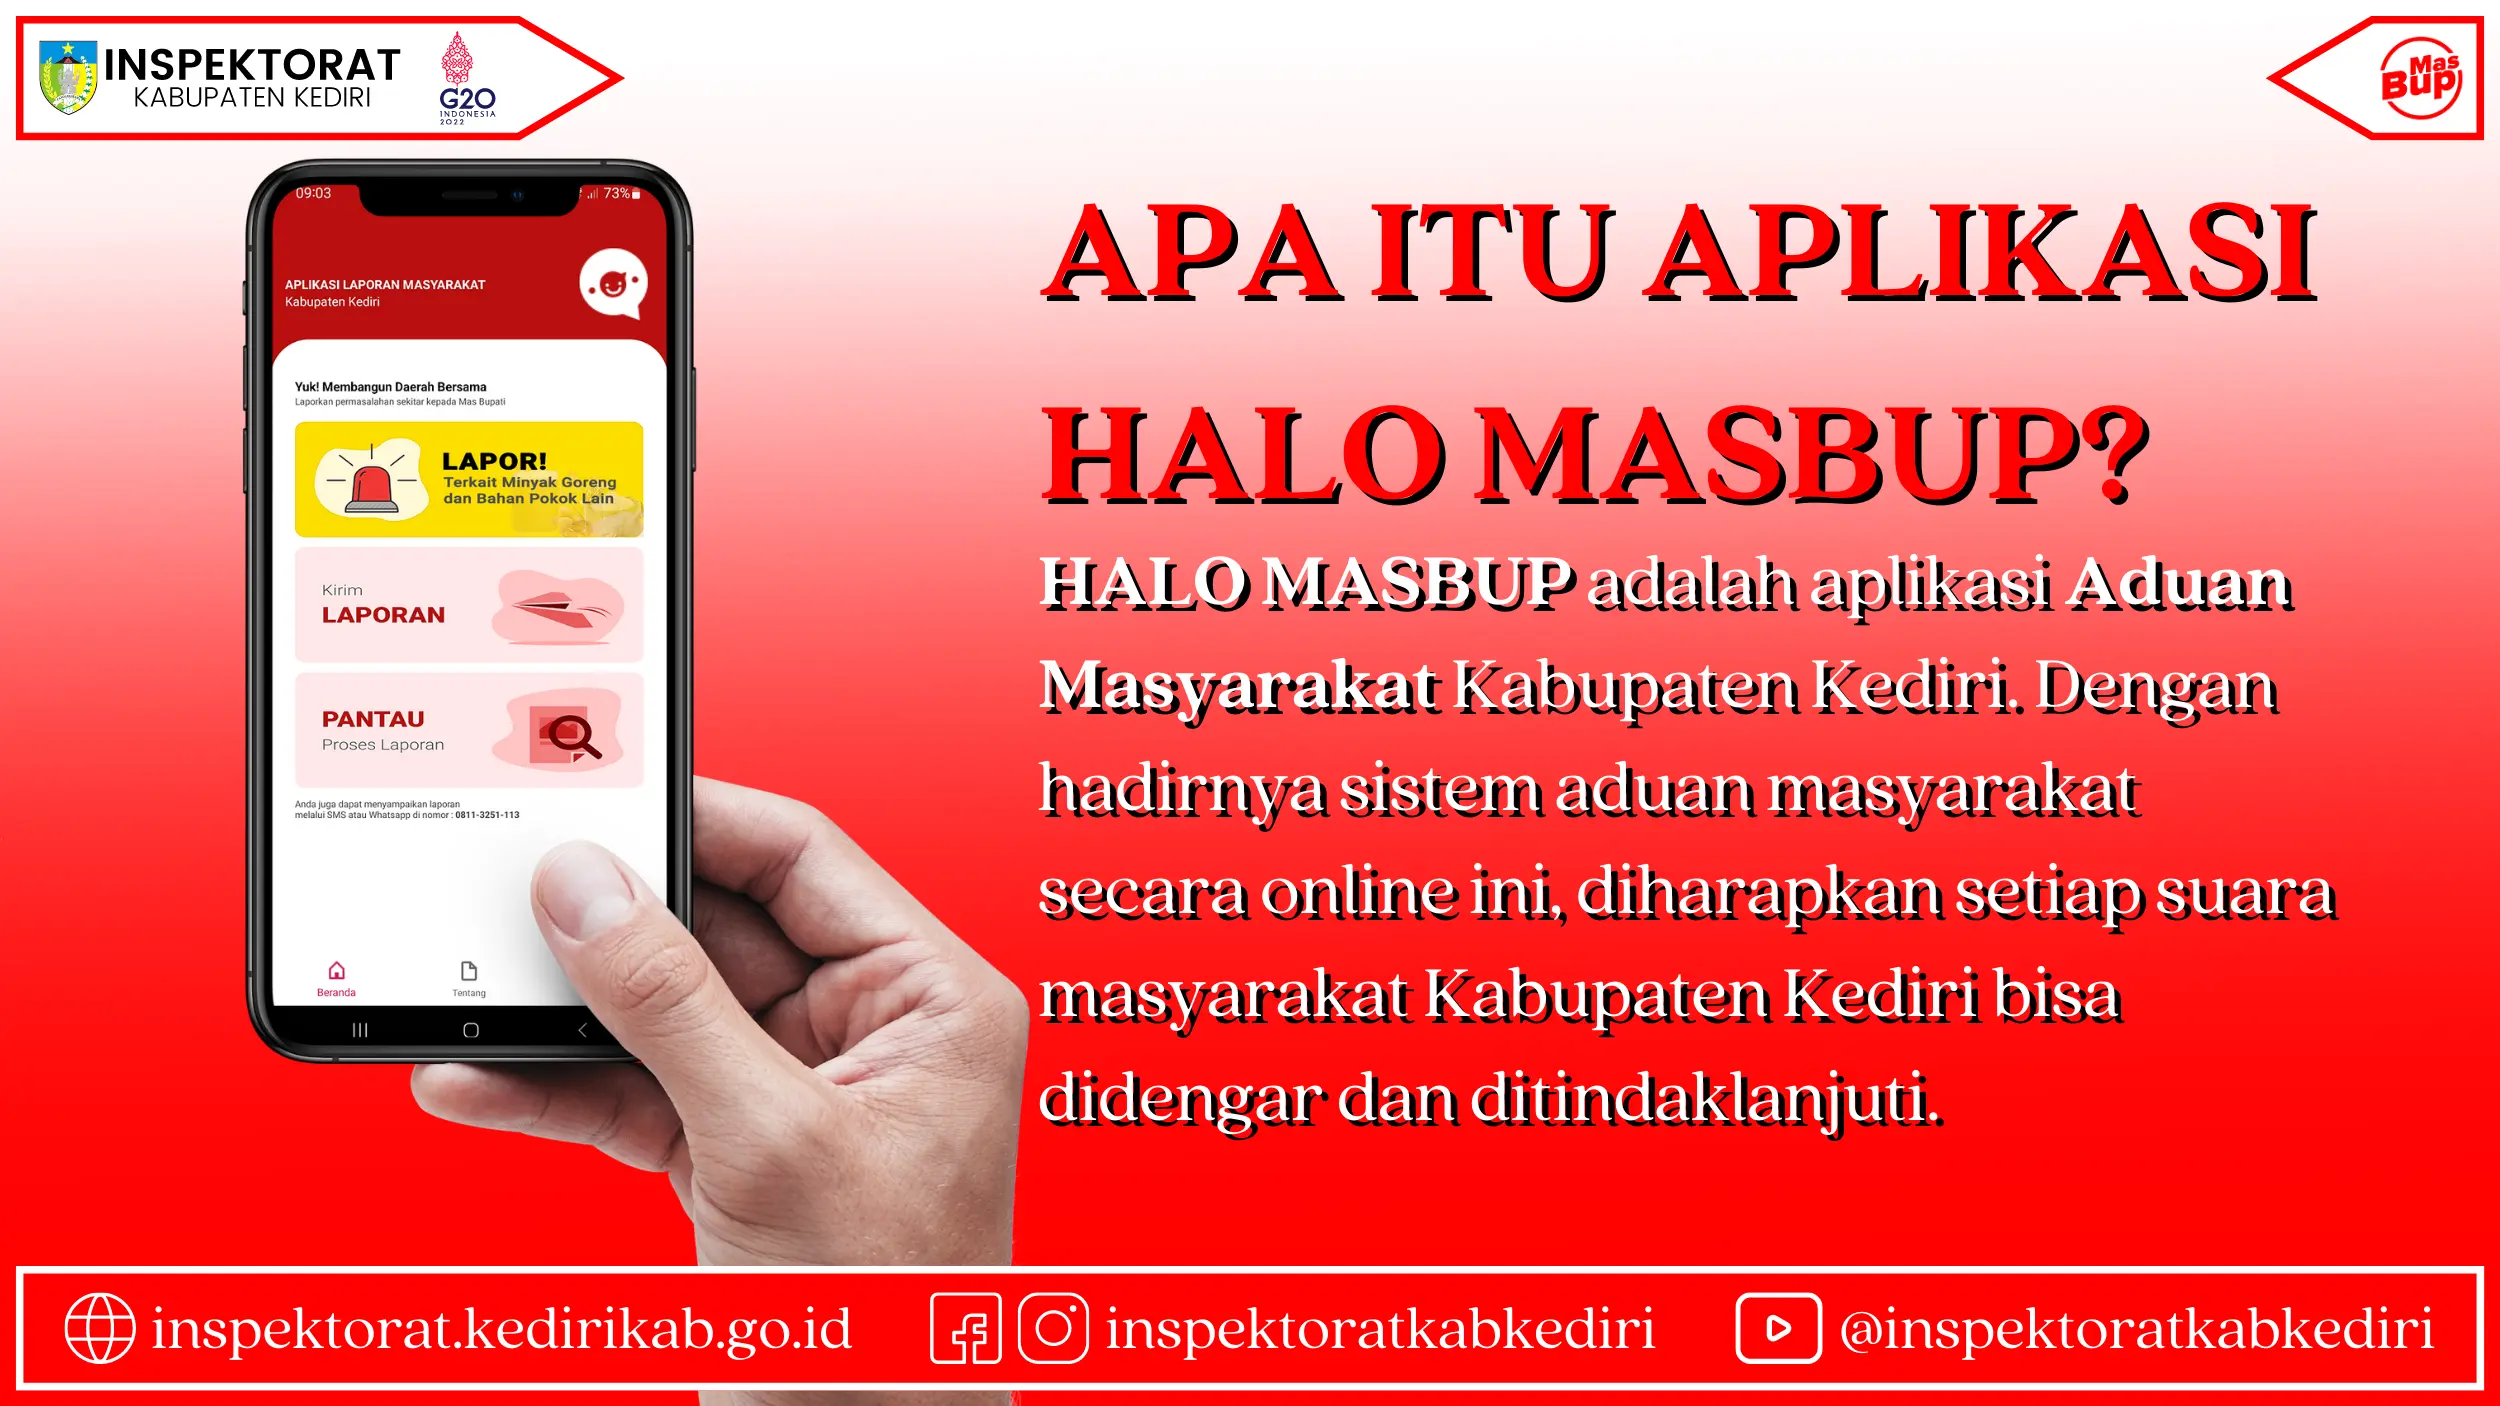 INSPEKTORAT
KABUPATEN KEDIRI
G20
INDONESIA
2022
Mas
Bup
09:03
73%
APLIKASI LAPORAN MASYARAKAT
Kabupaten Kediri
Yuk! Membangun Daerah Bersama
Laporkan permasalahan sekitar kepada Mas Bupati
LAPOR!
Terkait Minyak Goreng
dan Bahan Pokok Lain
Kirim
LAPORAN
PANTAU
Proses Laporan
Anda juga dapat menyampaikan laporan
melalui SMS atau Whatsapp di nomor : 0811-3251-113
Beranda
Tentang
APA ITU APLIKASI
HALO MASBUP?
HALO MASBUP adalah aplikasi Aduan
Masyarakat Kabupaten Kediri. Dengan
hadirnya sistem aduan masyarakat
secara online ini, diharapkan setiap suara
masyarakat Kabupaten Kediri bisa
didengar dan ditindaklanjuti.
inspektorat.kedirikab.go.id
inspektoratkabkediri
@inspektoratkabkediri